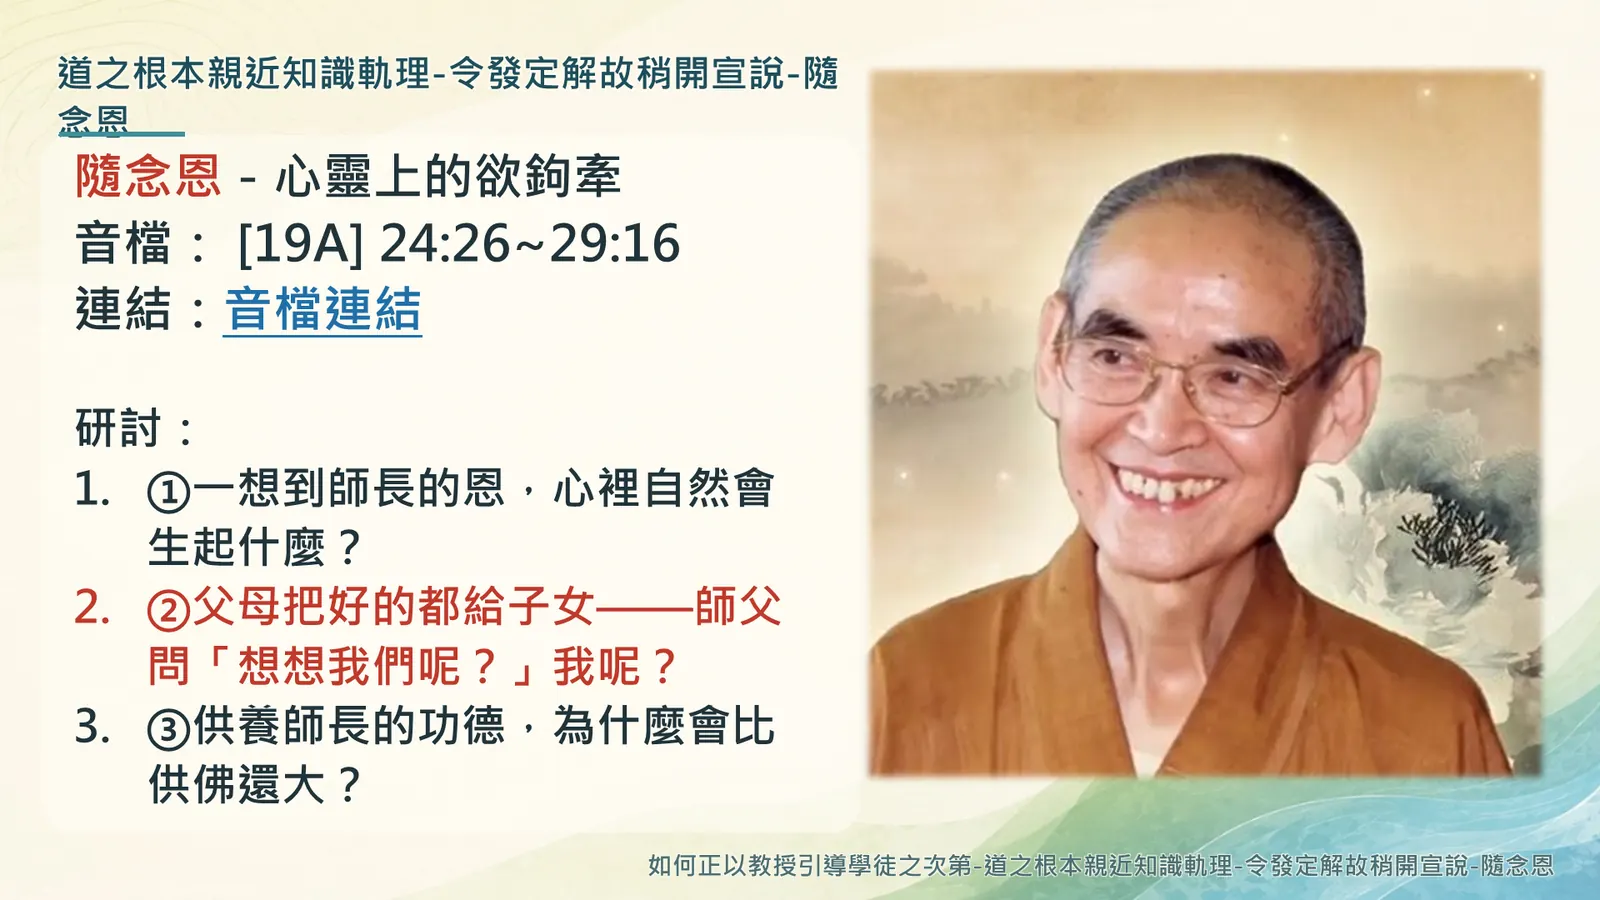 道之根本親近知識軌理-令發定解故稍開宣說-隨
念恩
隨念恩 - 心靈上的欲鉤牽
音檔： [19A] 24:26~29:16
連結：音檔連結
研討：
1. ①一想到師長的恩，心裡自然會
生起什麼？
2. ②父母把好的都給子女——師父
問「想想我們呢？」我呢？
3. ③供養師長的功德，為什麼會比
供佛還大？
如何正以教授引導學徒之次第-道之根本親近知識軌理-令發定解故稍開宣說-隨念恩